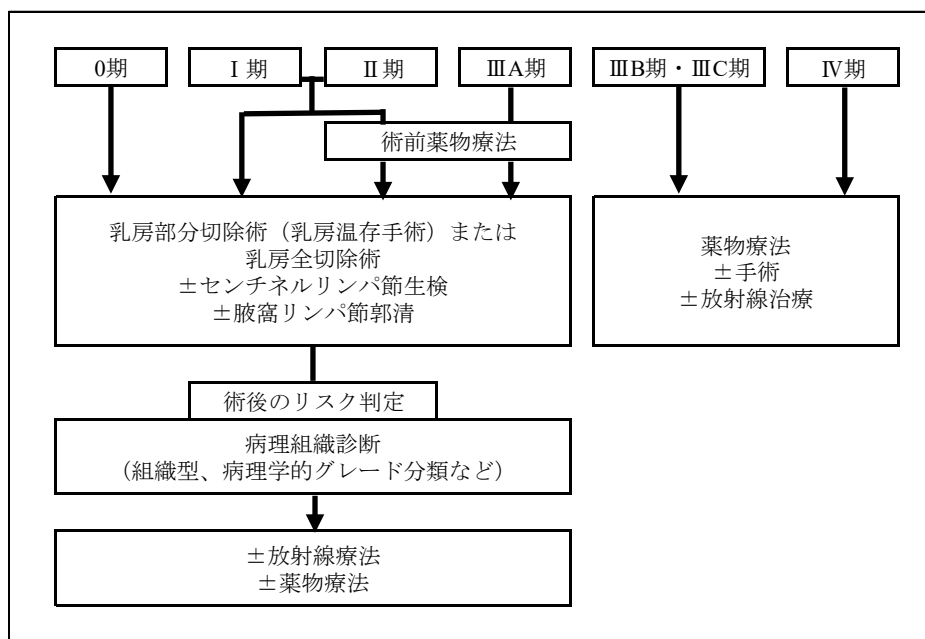 0期
Ⅰ期
Ⅱ期
ⅢA期
ⅢB期・ⅢC期
Ⅳ期
術前薬物療法
乳房部分切除術（乳房温存手術）または
乳房全切除術
±センチネルリンパ節生検
±腋窩リンパ節郭清
薬物療法
±手術
±放射線治療
術後のリスク判定
病理組織診断
（組織型、病理学的グレード分類など）
±放射線療法
±薬物療法